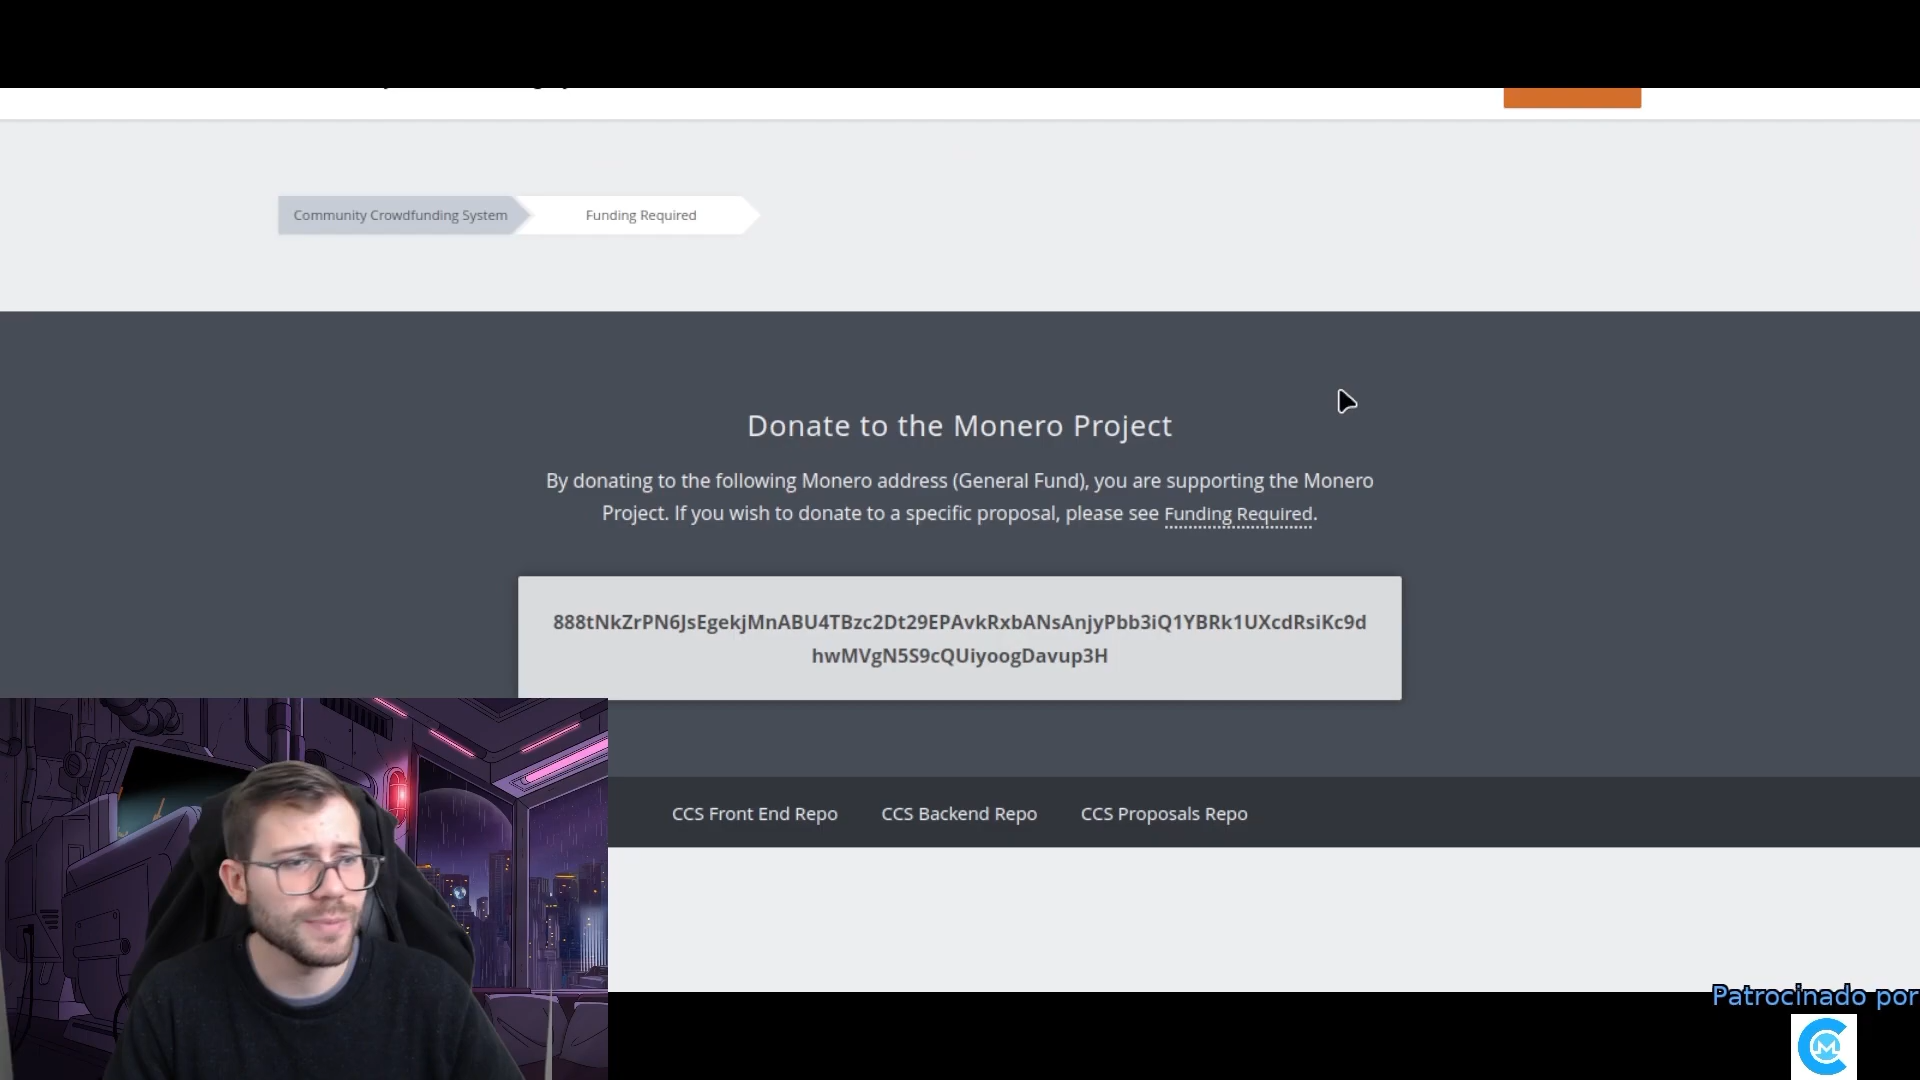 Community Crowdfunding System
Funding Required
Donate to the Monero Project
By donating to the following Monero address (General Fund), you are supporting the Monero
Project. If you wish to donate to a specific proposal, please see Funding Required.
888tNkZrPN6JsEgekjMnABU4TBzc2Dt29EPAvkRxbANsAnjyPbb3iQ1YBRk1UXcdRsiKc9d
hwMVgN5S9cQUiyoogDavup3H
CCS Front End Repo
CCS Backend Repo
CCS Proposals Repo
Patrocinado por